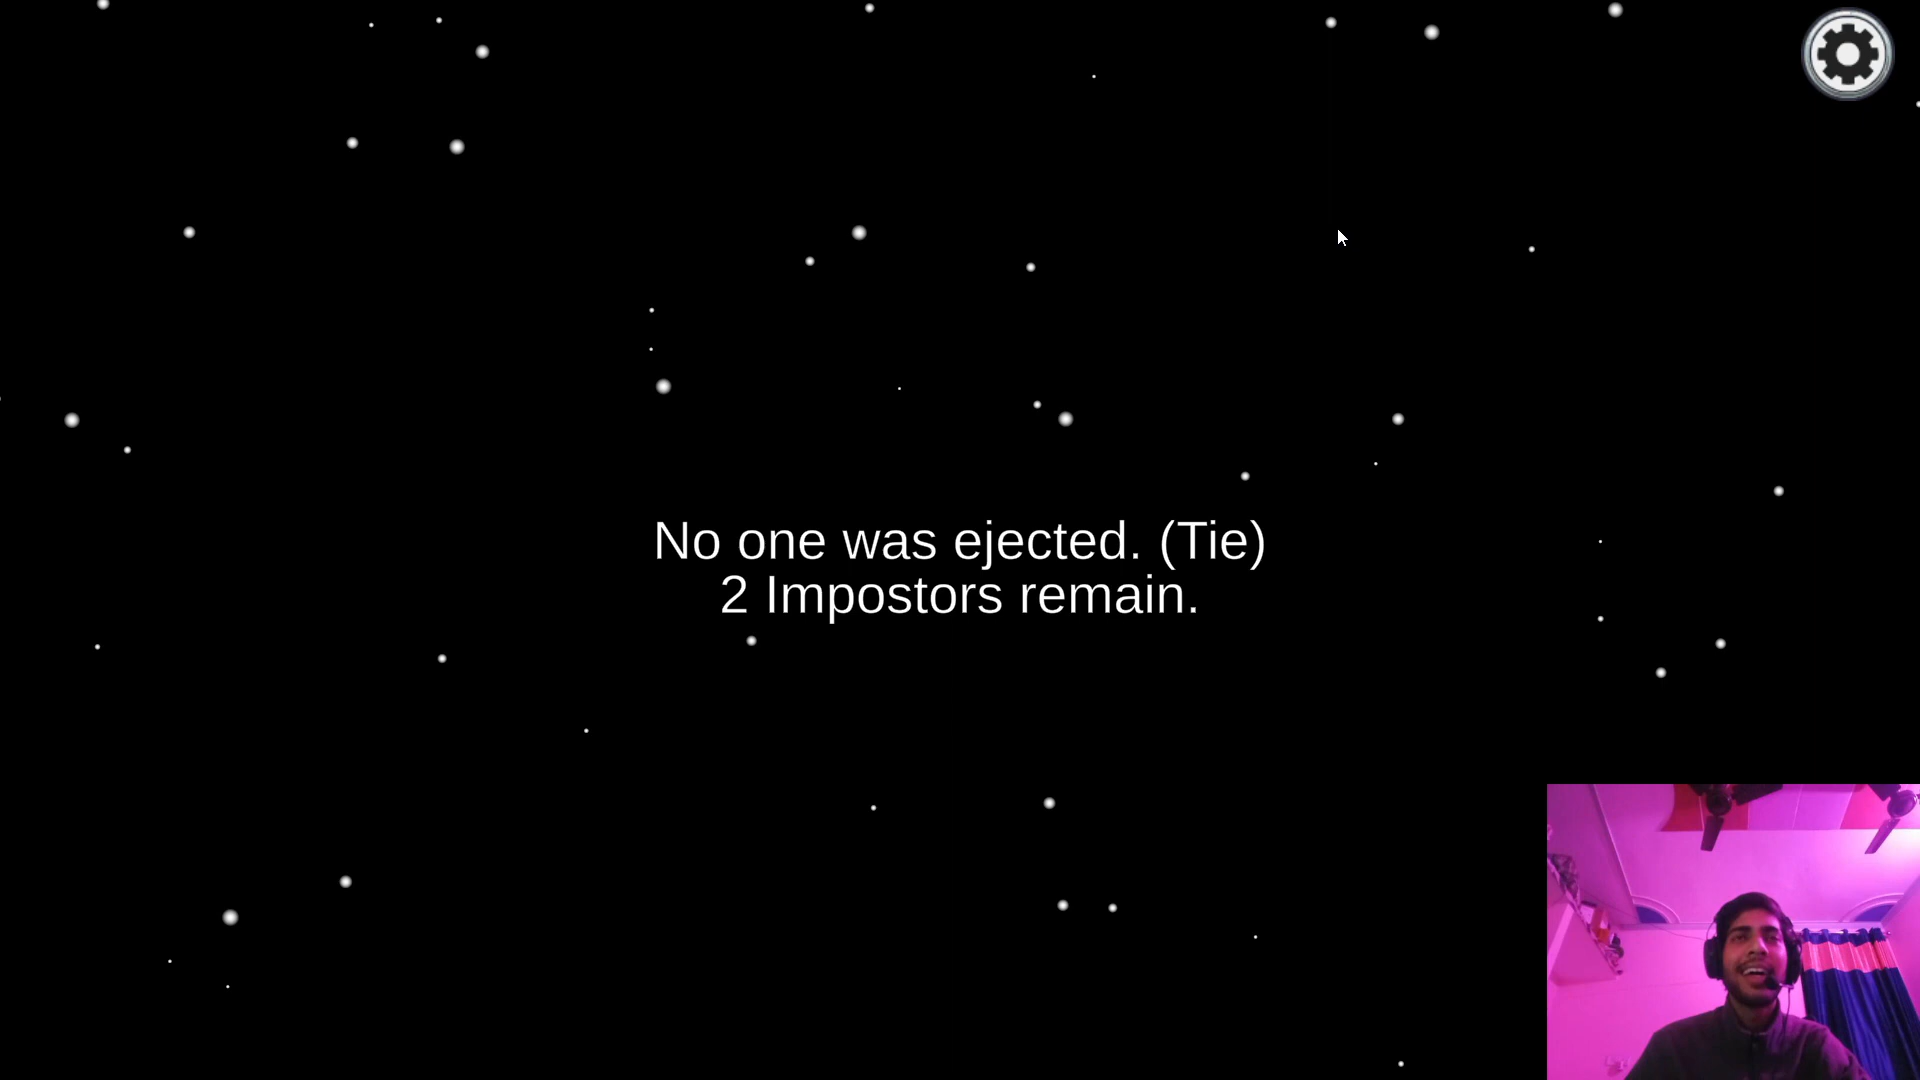 No one was ejected. (Tie)
2 Impostors remain.